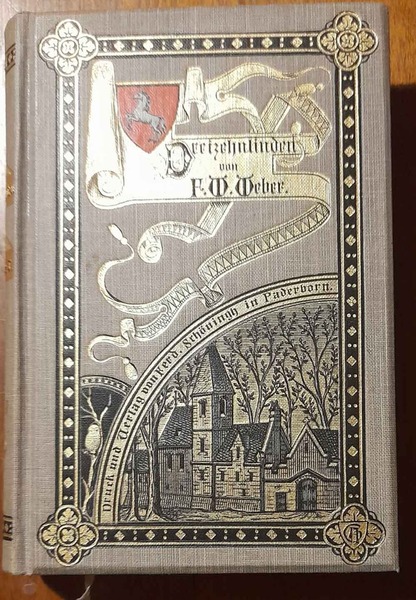 Dreizehnlinden
von
F. W. Weber.
Druck und Verlag von Ferd. Schöningh in Paderborn.